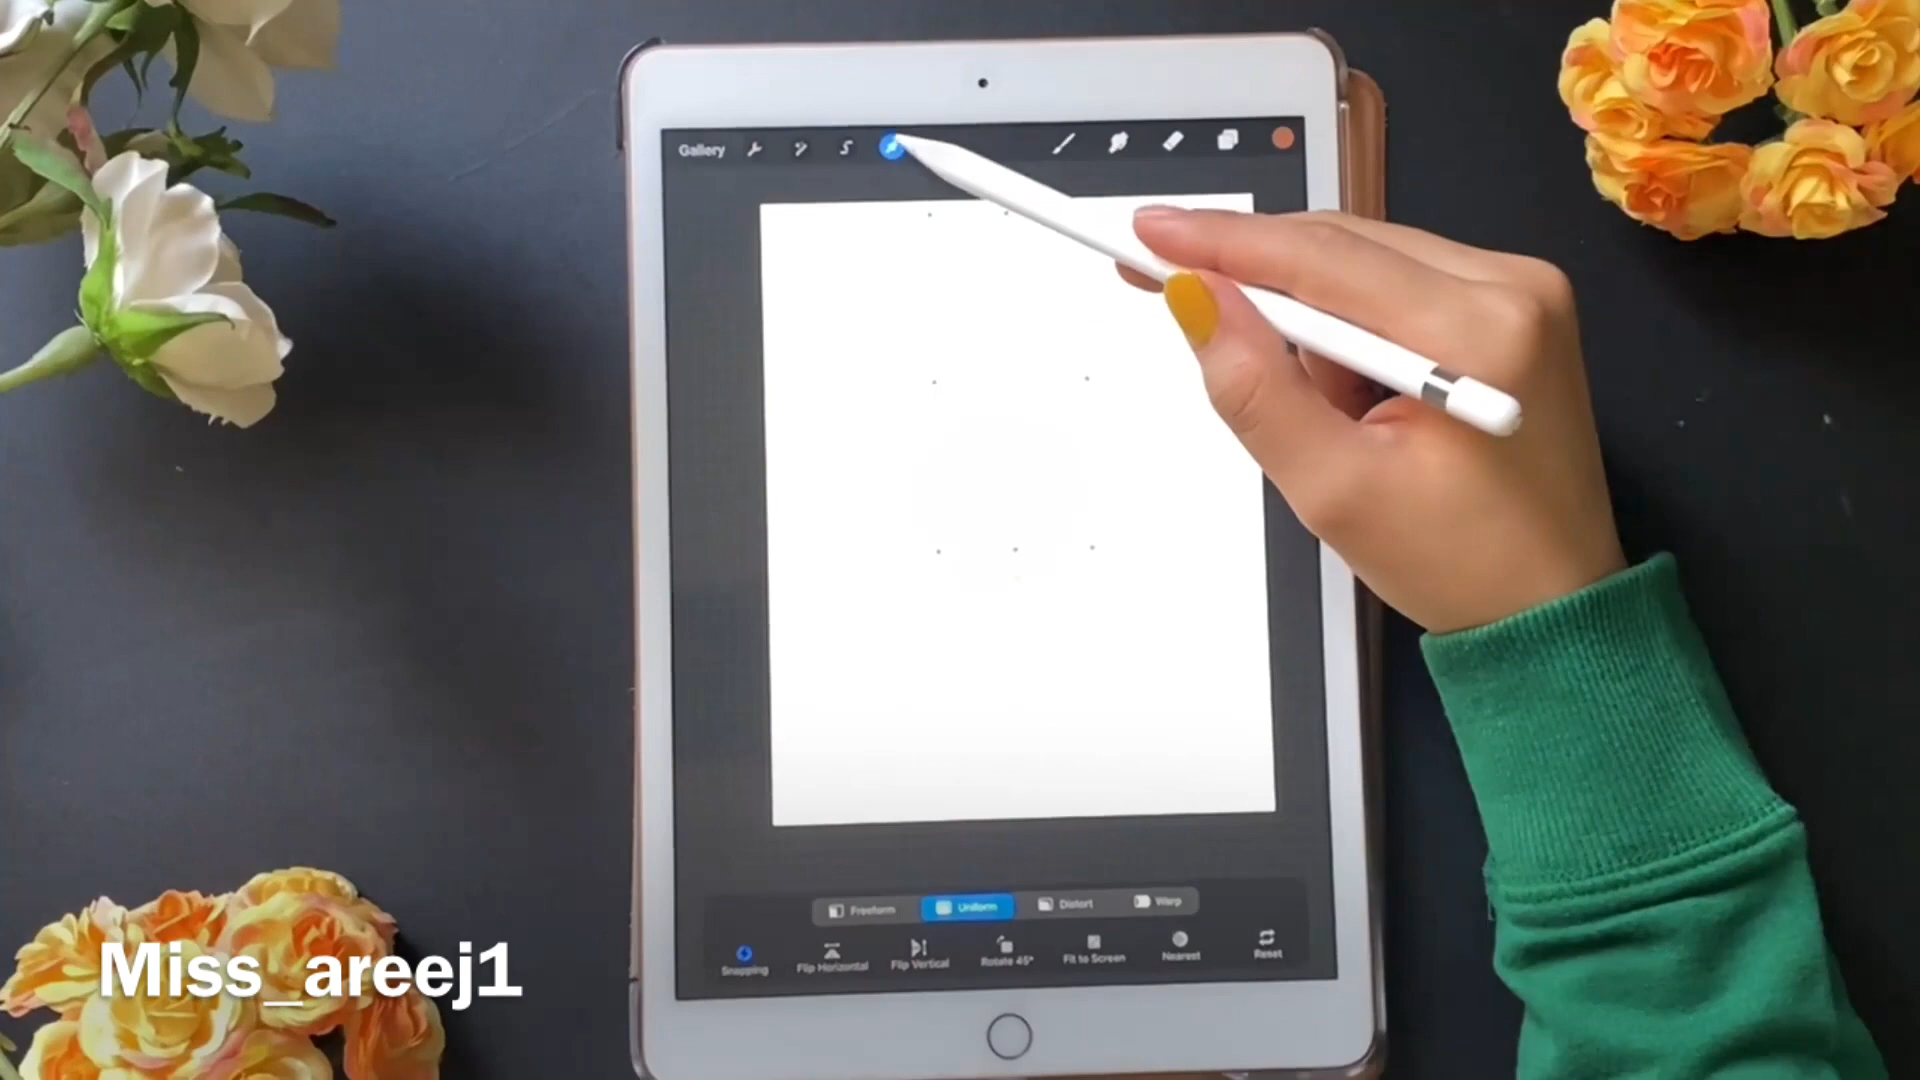 Gallery
Freeform Uniform Distort Warp
Snapping Flip Horizontal Flip Vertical Rotate 45° Fit to Screen Nearest Reset
Miss_areej1